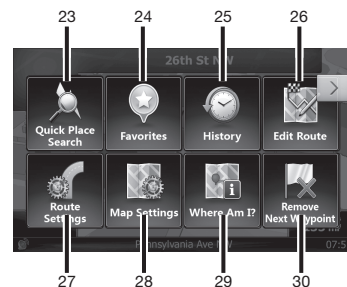 23 24 25 26
26th St NW
Quick Place
Search
Favorites
History
Edit Route
Route
Settings
Map Settings
Where Am I?
Remove
Next Waypoint
Pennsylvania Ave NW
07:5
27 28 29 30